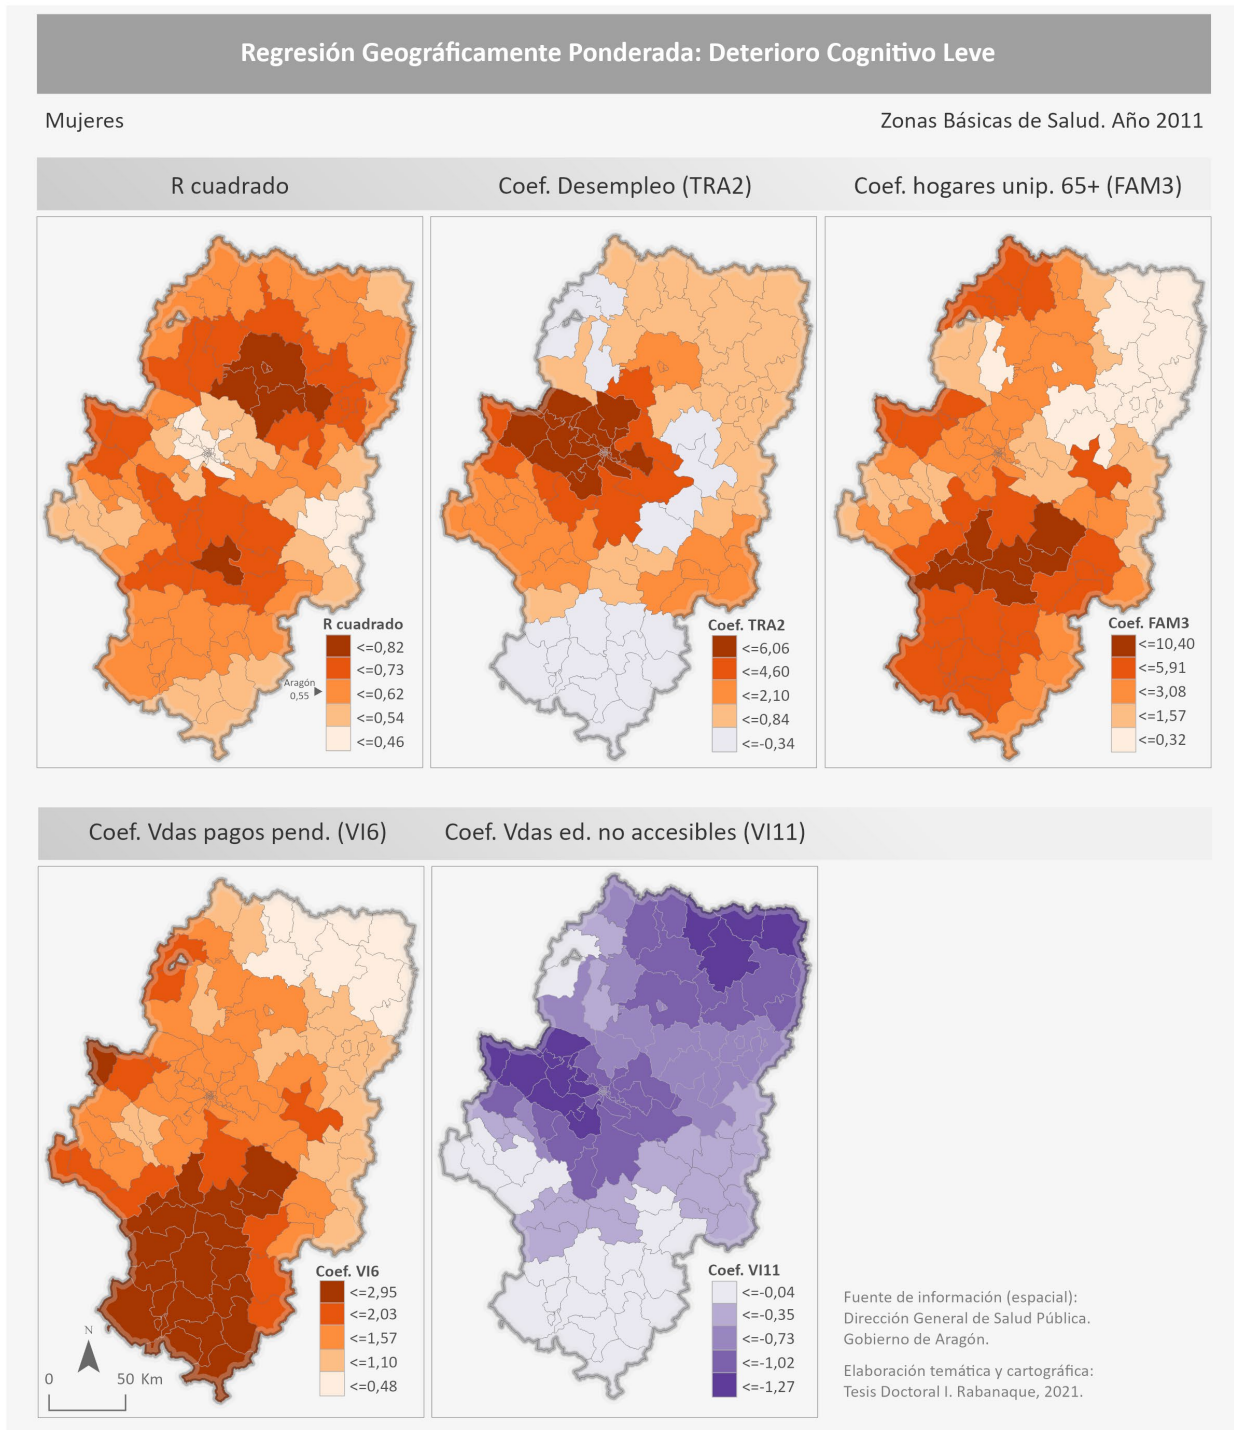 Regresión Geográficamente Ponderada: Deterioro Cognitivo Leve
Mujeres
Zonas Básicas de Salud. Año 2011
R cuadrado
Coef. Desempleo (TRA2)
Coef. hogares unip. 65+ (FAM3)
R cuadrado
<=0,82
<=0,73
<=0,62
<=0,54
<=0,46
Aragón
0,55
Coef. TRA2
<=6,06
<=4,60
<=2,10
<=0,84
<=-0,34
Coef. FAM3
<=10,40
<=5,91
<=3,08
<=1,57
<=0,32
Coef. Vdas pagos pend. (VI6)
Coef. Vdas ed. no accesibles (VI11)
Coef. VI6
<=2,95
<=2,03
<=1,57
<=1,10
<=0,48
N
0 50 Km
Coef. VI11
<=-0,04
<=-0,35
<=-0,73
<=-1,02
<=-1,27
Fuente de información (espacial):
Dirección General de Salud Pública.
Gobierno de Aragón.
Elaboración temática y cartográfica:
Tesis Doctoral I. Rabanaque, 2021.